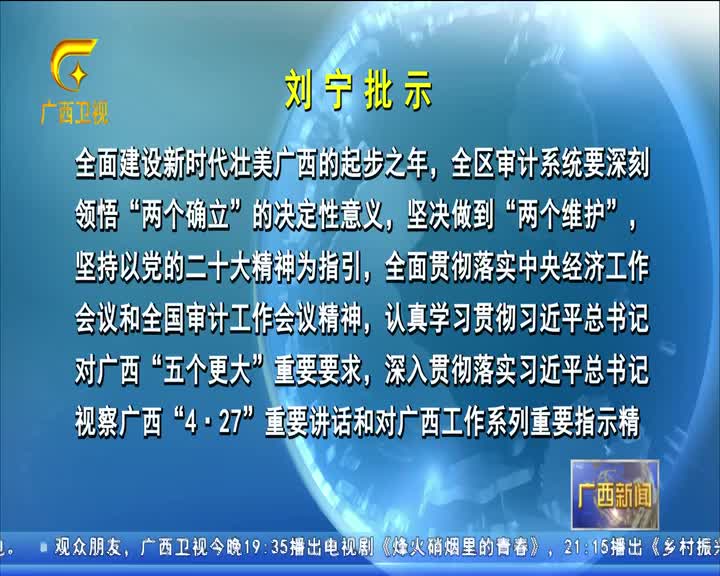 广西卫视
刘宁批示
全面建设新时代壮美广西的起步之年，全区审计系统要深刻
领悟“两个确立”的决定性意义，坚决做到“两个维护”，
坚持以党的二十大精神为指引，全面贯彻落实中央经济工作
会议和全国审计工作会议精神，认真学习贯彻习近平总书记
对广西“五个更大”重要要求，深入贯彻落实习近平总书记
视察广西“4·27”重要讲话和对广西工作系列重要指示精
广西新闻
。 观众朋友，广西卫视今晚19:35播出电视剧《烽火硝烟里的青春》，21:15播出《乡村振